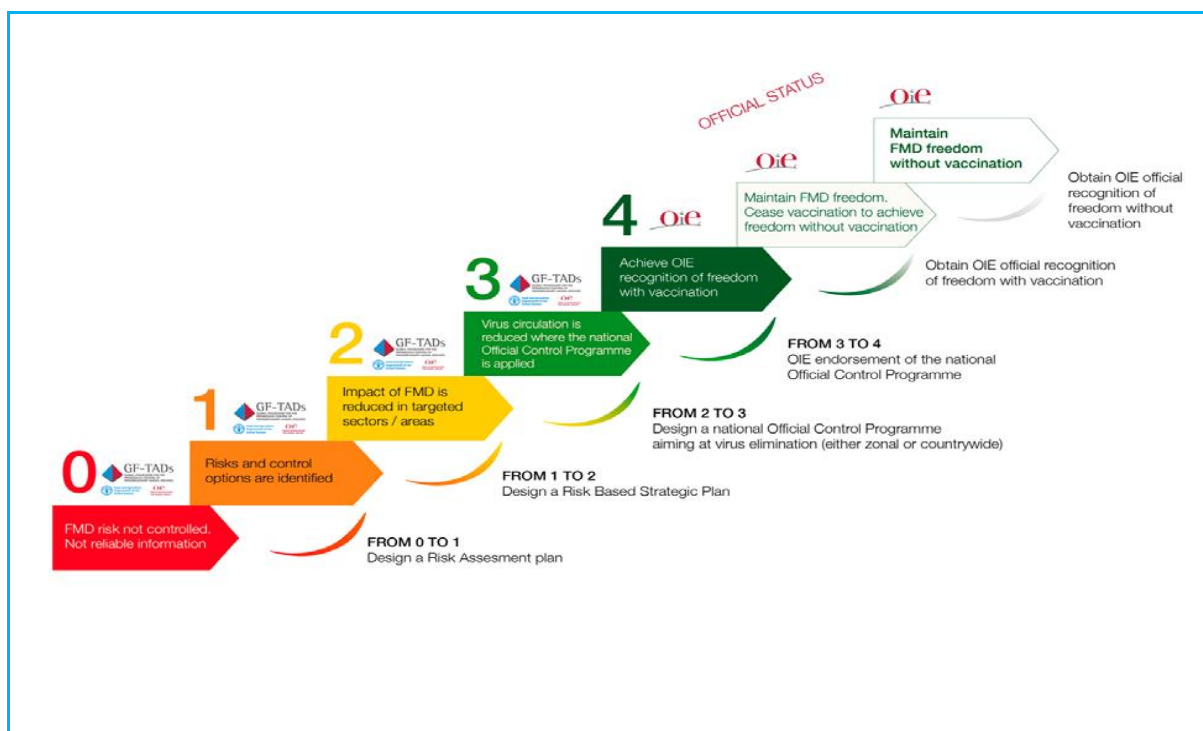 OFFICIAL STATUS
OiE
Maintain
FMD freedom
without vaccination
Obtain OIE official
recognition of
freedom without
vaccination
OiE
Maintain FMD freedom.
Cease vaccination to achieve
freedom without vaccination
Obtain OIE official recognition
of freedom with vaccination
4
OiE
Achieve OIE
recognition of freedom
with vaccination
FROM 3 TO 4
OIE endorsement of the national
Official Control Programme
3
GF-TADs
Virus circulation is
reduced where the national
Official Control Programme
is applied
FROM 2 TO 3
Design a national Official Control Programme
aiming at virus elimination (either zonal or countrywide)
2
GF-TADs
Impact of FMD is
reduced in targeted
sectors / areas
FROM 1 TO 2
Design a Risk Based Strategic Plan
1
GF-TADs
Risks and control
options are identified
FROM 0 TO 1
Design a Risk Assesment plan
0
GF-TADs
FMD risk not controlled.
Not reliable information